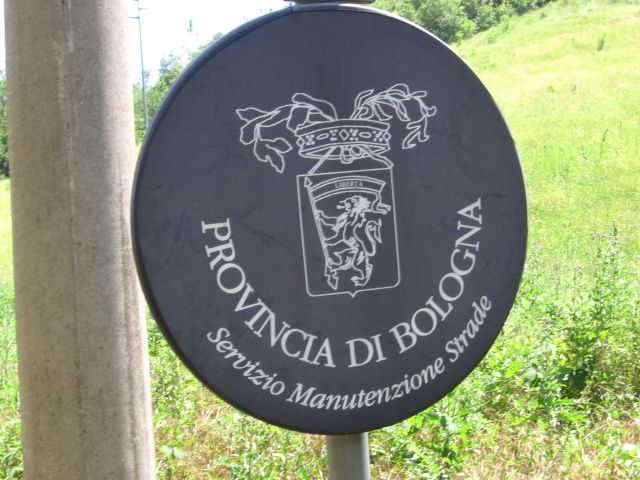 LIBERTA
PROVINCIA DI BOLOGNA
Servizio Manutenzione Strade